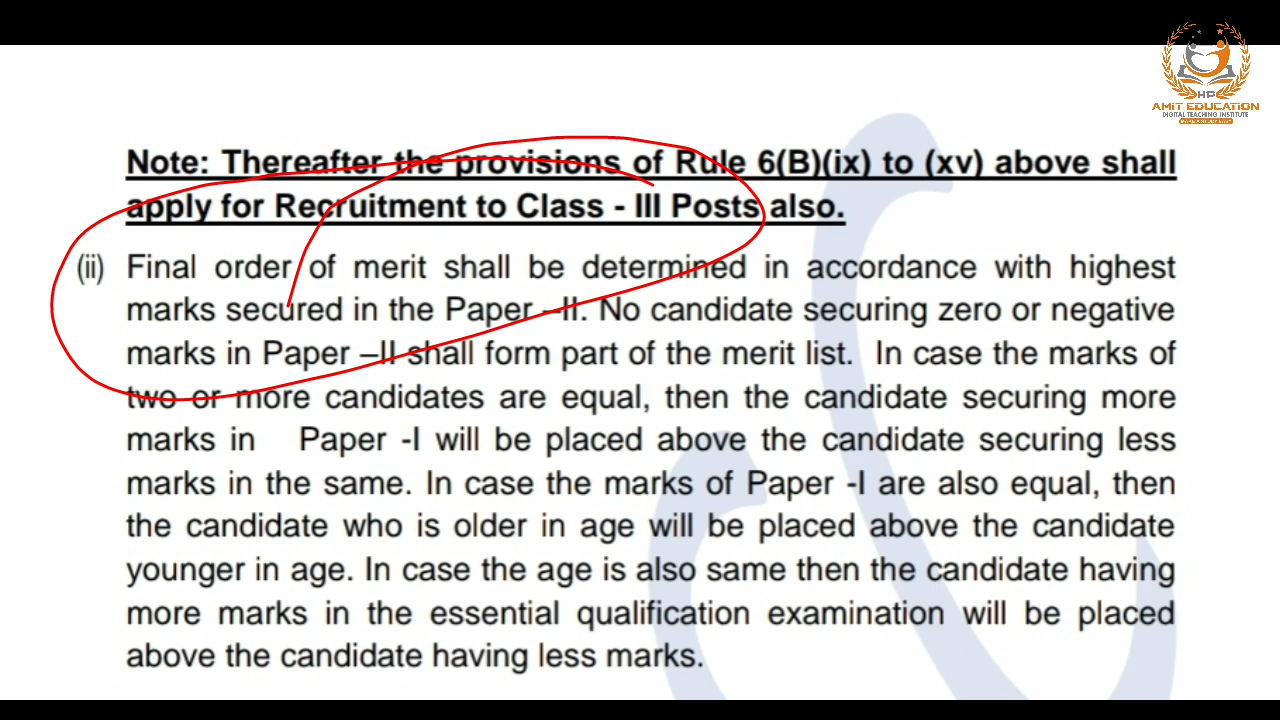 HP
AMIT EDUCATION
DIGITAL TEACHING INSTITUTE
Note: Thereafter the provisions of Rule 6(B)(ix) to (xv) above shall
apply for Recruitment to Class - III Posts also.
(ii) Final order of merit shall be determined in accordance with highest
marks secured in the Paper –II. No candidate securing zero or negative
marks in Paper –II shall form part of the merit list. In case the marks of
two or more candidates are equal, then the candidate securing more
marks in Paper -I will be placed above the candidate securing less
marks in the same. In case the marks of Paper -I are also equal, then
the candidate who is older in age will be placed above the candidate
younger in age. In case the age is also same then the candidate having
more marks in the essential qualification examination will be placed
above the candidate having less marks.